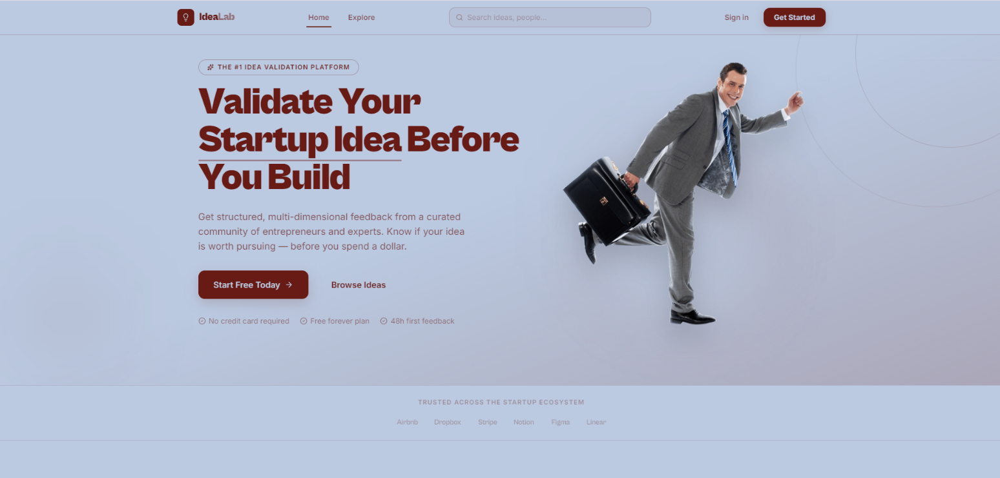 IdeaLab
Home
Explore
Search ideas, people...
Sign in
Get Started
THE #1 IDEA VALIDATION PLATFORM
Validate Your
Startup Idea Before
You Build
Get structured, multi-dimensional feedback from a curated
community of entrepreneurs and experts. Know if your idea
is worth pursuing — before you spend a dollar.
Start Free Today →
Browse Ideas
No credit card required
Free forever plan
48h first feedback
TRUSTED ACROSS THE STARTUP ECOSYSTEM
Airbnb
Dropbox
Stripe
Notion
Figma
Linear